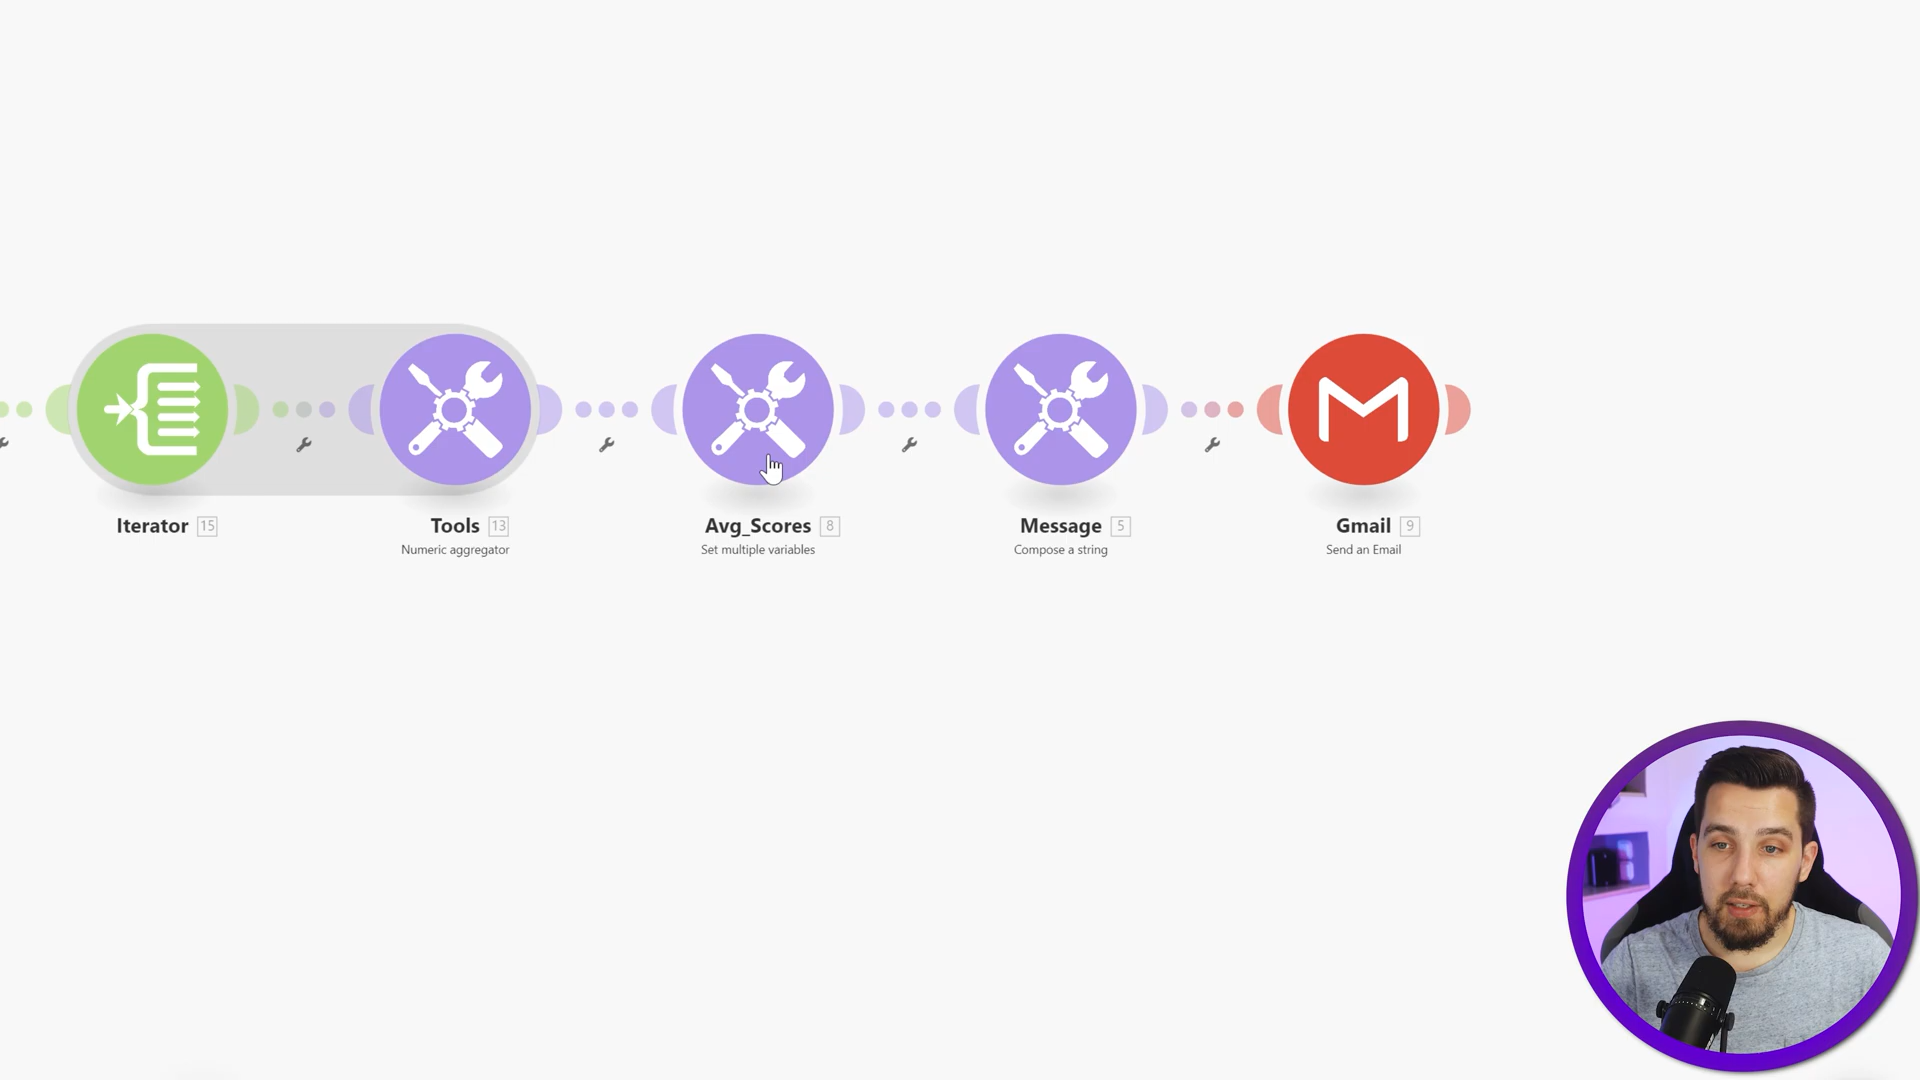 Iterator 15
Tools 13
Numeric aggregator
Avg_Scores 8
Set multiple variables
Message 5
Compose a string
Gmail 9
Send an Email